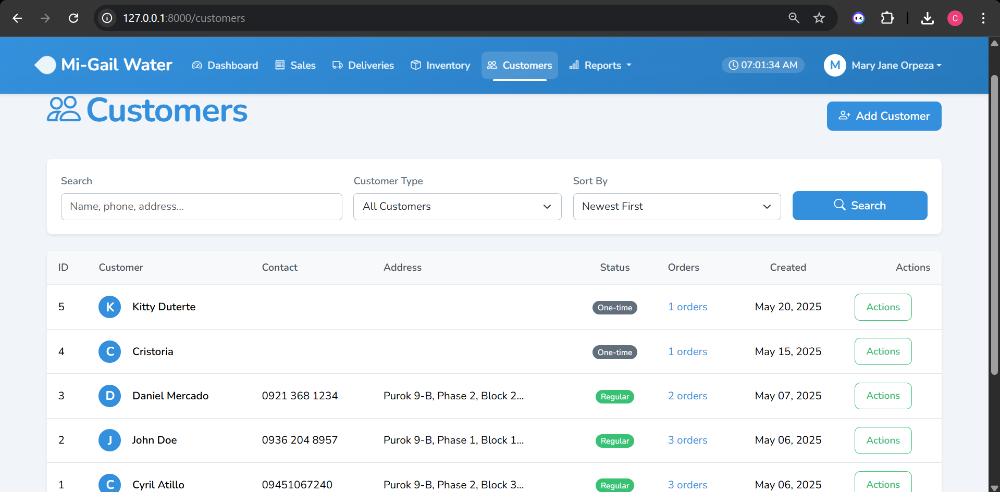 127.0.0.1:8000/customers
C
Mi-Gail Water Dashboard Sales Deliveries Inventory Customers Reports 07:01:34 AM M Mary Jane Orpeza
Customers
Add Customer
Search Customer Type Sort By
Name, phone, address... All Customers Newest First Search
ID Customer Contact Address Status Orders Created Actions
5 K Kitty Duterte One-time 1 orders May 20, 2025 Actions
4 C Cristoria One-time 1 orders May 15, 2025 Actions
3 D Daniel Mercado 0921 368 1234 Purok 9-B, Phase 2, Block 2... Regular 2 orders May 07, 2025 Actions
2 J John Doe 0936 204 8957 Purok 9-B, Phase 1, Block 1... Regular 3 orders May 06, 2025 Actions
1 C Cyril Atillo 09451067240 Purok 9-B, Phase 2, Block 3... Regular 3 orders May 06, 2025 Actions